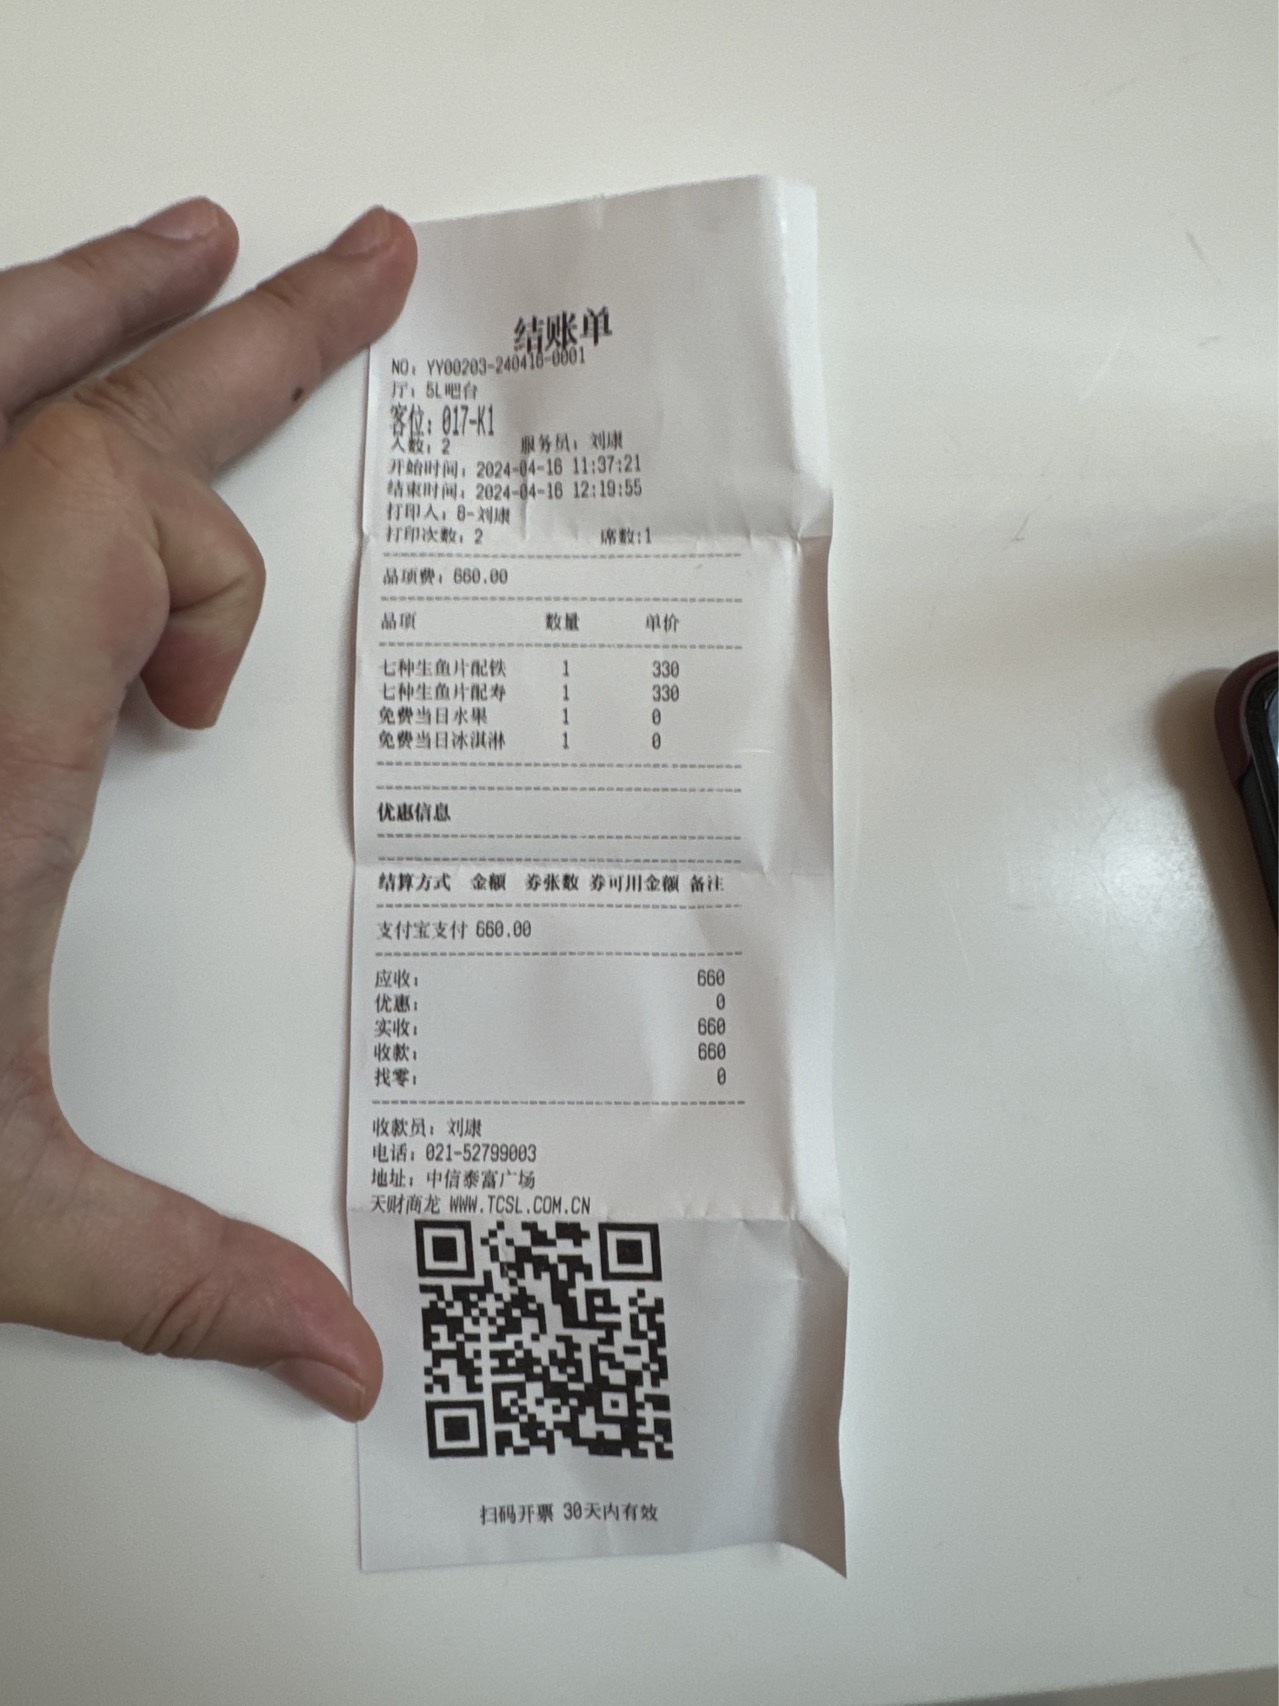 结账单
NO: YY00203-240416-0001
厅: 5L吧台
客位: 017-K1
人数: 2 服务员: 刘康
开始时间: 2024-04-16 11:37:21
结束时间: 2024-04-16 12:19:55
打印人: 8-刘康
打印次数: 2 席数:1
品项费: 660.00
品项 数量 单价
七种生鱼片配铁 1 330
七种生鱼片配寿 1 330
免费当日水果 1 0
免费当日冰淇淋 1 0
优惠信息
结算方式 金额 券张数 券可用金额 备注
支付宝支付 660.00
应收: 660
优惠: 0
实收: 660
收款: 660
找零: 0
收款员: 刘康
电话: 021-52799003
地址: 中信泰富广场
天财商龙 WWW.TCSL.COM.CN
扫码开票 30天内有效